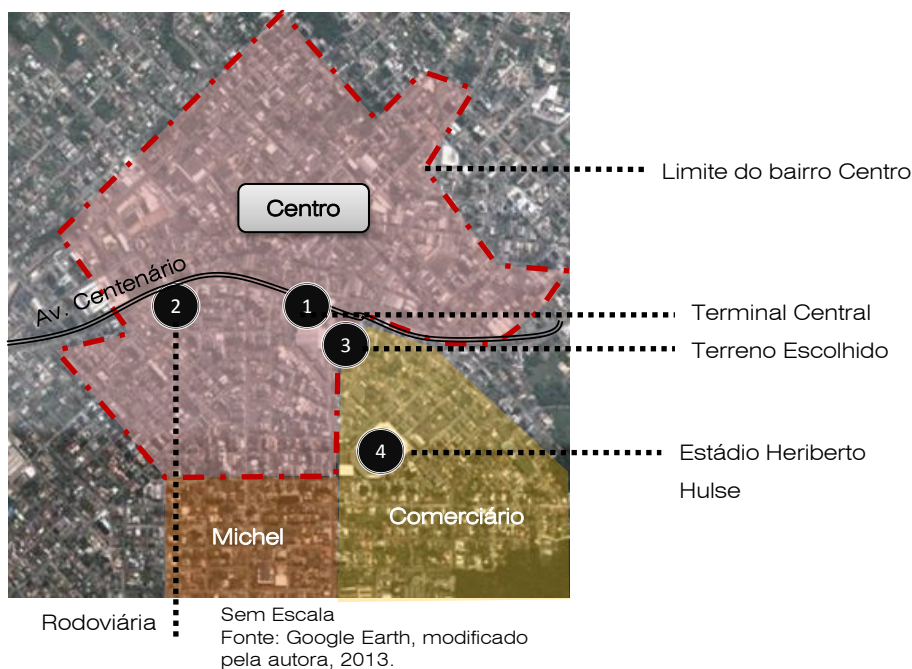 Limite do bairro Centro
Centro
Av. Centenário
2
1
Terminal Central
3
Terreno Escolhido
4
Estádio Heriberto
Hulse
Comerciário
Michel
Rodoviária
Sem Escala
Fonte: Google Earth, modificado
pela autora, 2013.